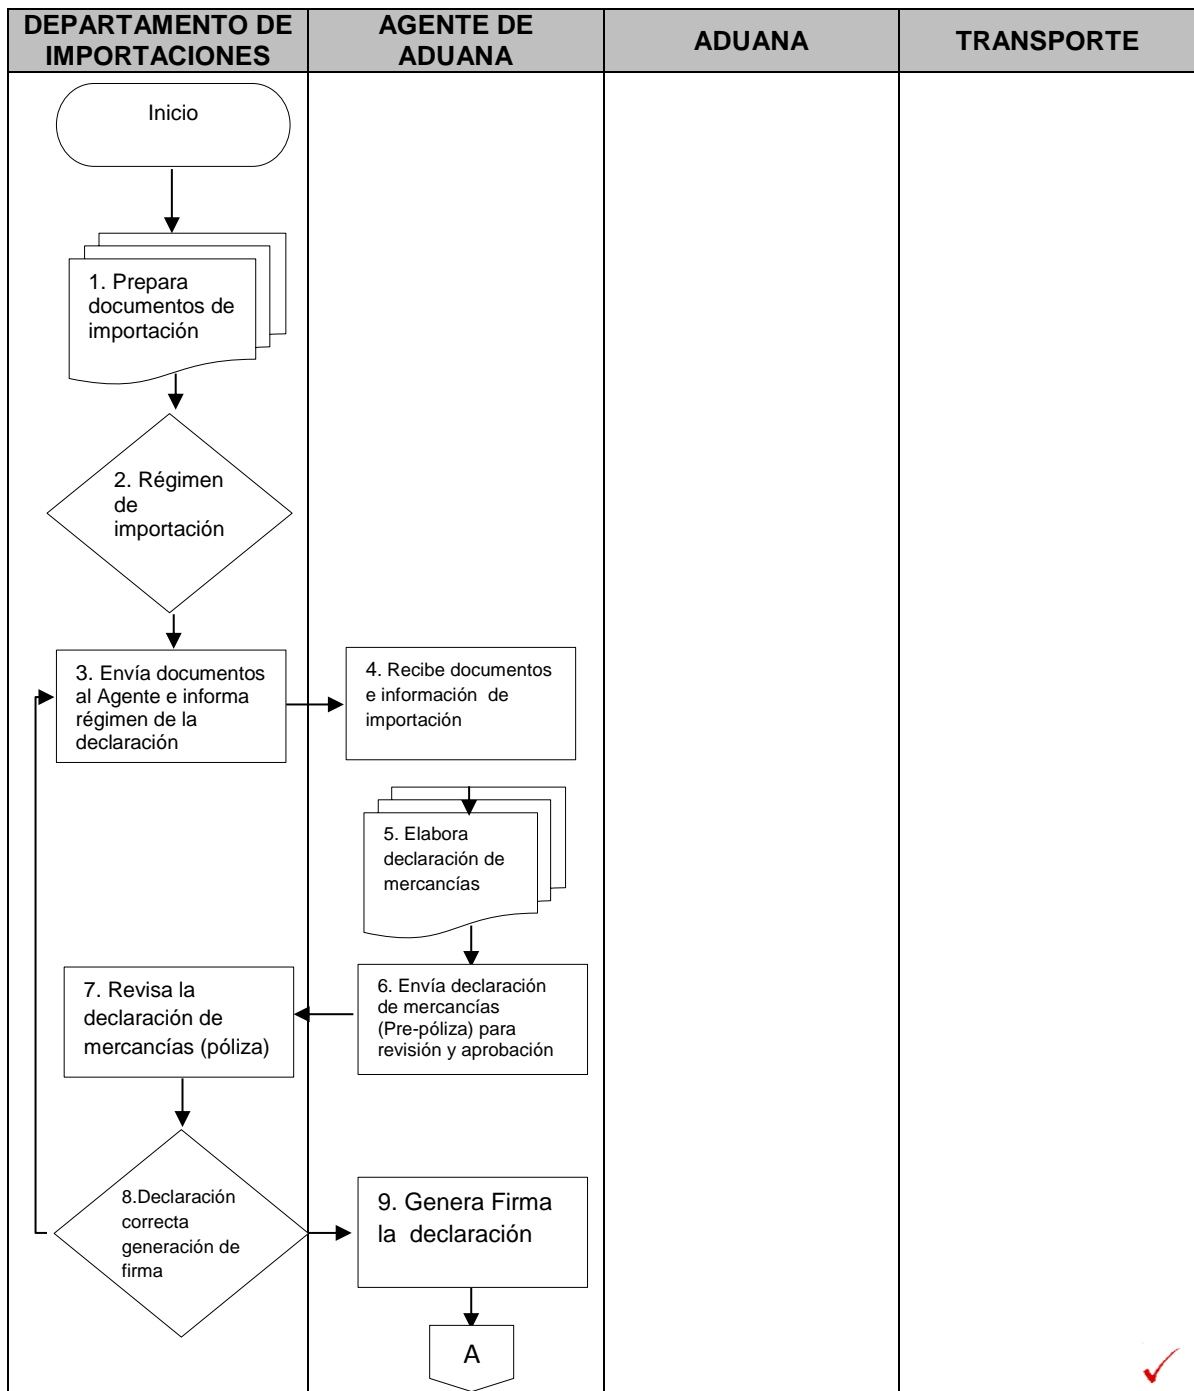 DEPARTAMENTO DE
IMPORTACIONES
AGENTE DE
ADUANA
ADUANA
TRANSPORTE
Inicio
1. Prepara
documentos de
importación
2. Régimen
de
importación
3. Envía documentos
al Agente e informa
régimen de la
declaración
4. Recibe documentos
e información de
importación
5. Elabora
declaración de
mercancías
6. Envía declaración
de mercancías
(Pre-póliza) para
revisión y aprobación
7. Revisa la
declaración de
mercancías (póliza)
8.Declaración
correcta
generación de
firma
9. Genera Firma
la declaración
A